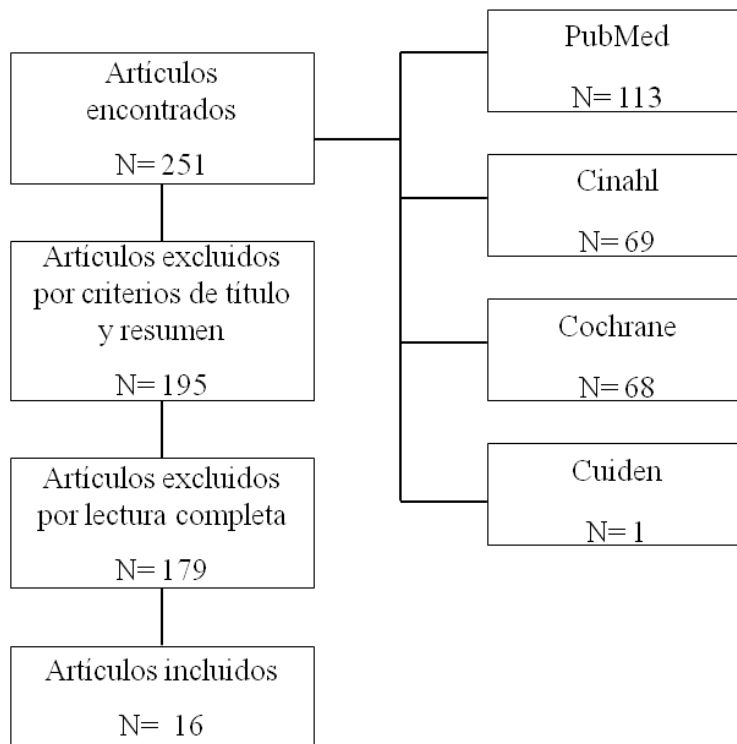 Artículos
encontrados
N= 251
Artículos excluidos
por criterios de título
y resumen
N= 195
Artículos excluidos
por lectura completa
N= 179
Artículos incluidos
N= 16
PubMed
N= 113
Cinahl
N= 69
Cochrane
N= 68
Cuiden
N= 1